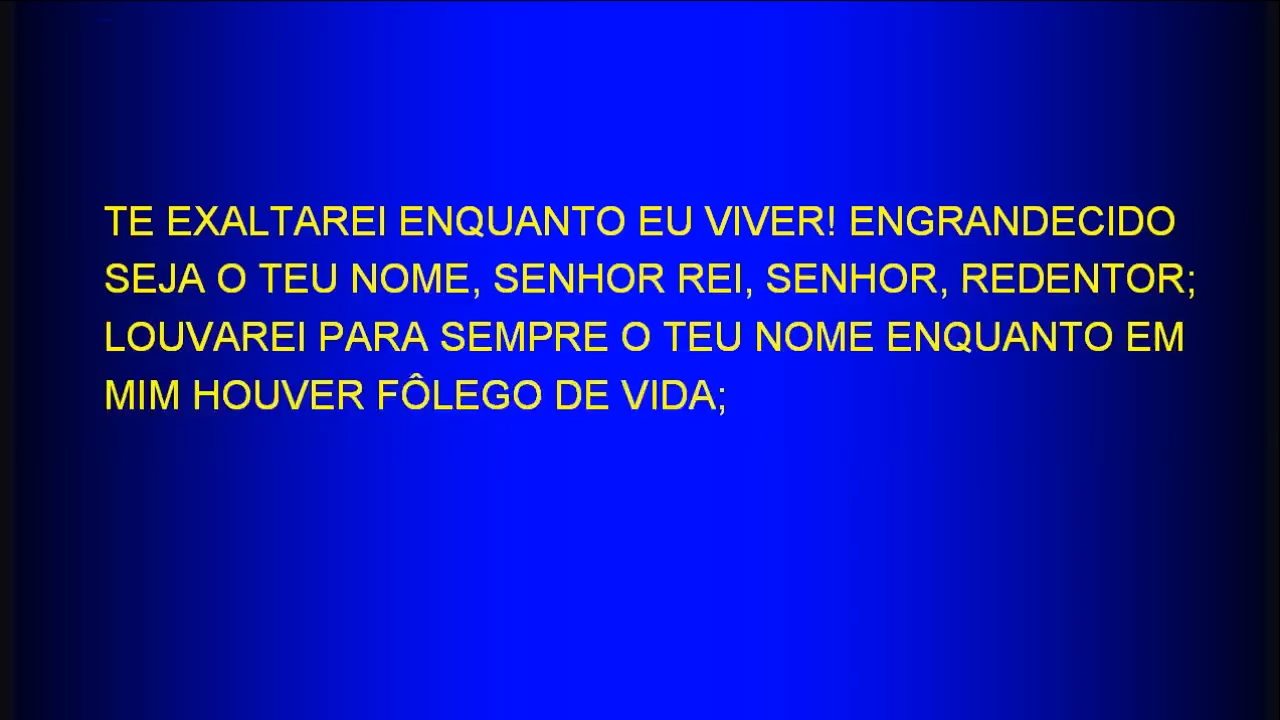 TE EXALTAREI ENQUANTO EU VIVER! ENGRANDECIDO
SEJA O TEU NOME, SENHOR REI, SENHOR, REDENTOR;
LOUVAREI PARA SEMPRE O TEU NOME ENQUANTO EM
MIM HOUVER FÔLEGO DE VIDA;